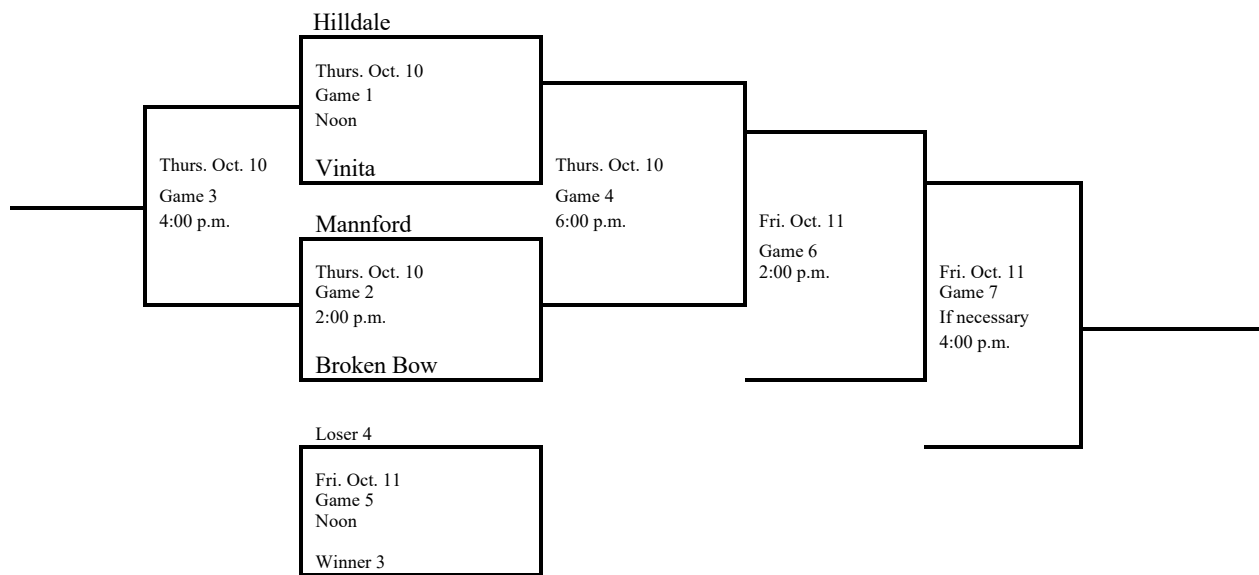 Hilldale
Thurs. Oct. 10
Game 1
Noon
Vinita
Thurs. Oct. 10
Game 3
4:00 p.m.
Mannford
Thurs. Oct. 10
Game 2
2:00 p.m.
Broken Bow
Thurs. Oct. 10
Game 4
6:00 p.m.
Fri. Oct. 11
Game 6
2:00 p.m.
Fri. Oct. 11
Game 7
If necessary
4:00 p.m.
Loser 4
Fri. Oct. 11
Game 5
Noon
Winner 3